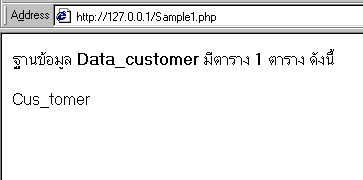 Address http://127.0.0.1/Sample1.php
ฐานข้อมูล Data_customer มีตาราง 1 ตาราง ดังนี้
Cus_tomer